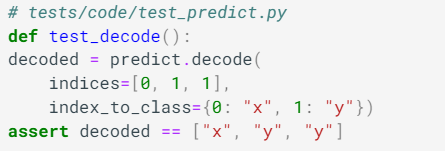 # tests/code/test_predict.py
def test_decode():
decoded = predict.decode(
    indices=[0, 1, 1],
    index_to_class={0: "x", 1: "y"})
assert decoded == ["x", "y", "y"]